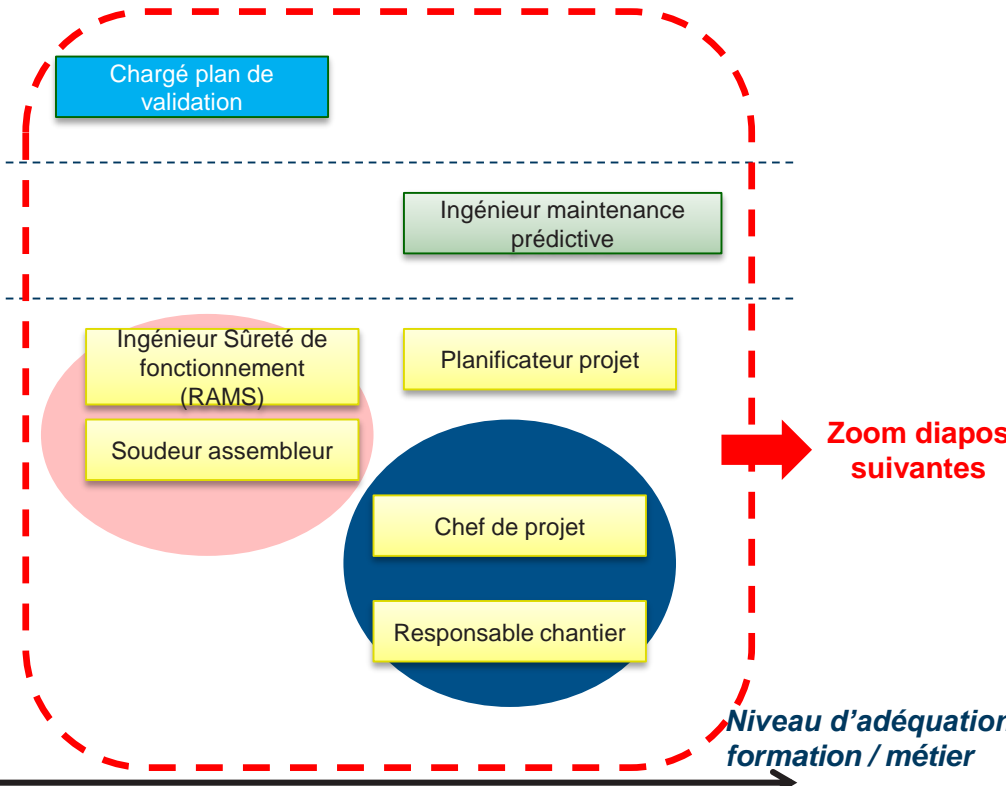 Chargé plan de
validation
Ingénieur maintenance
prédictive
Ingénieur Sûreté de
fonctionnement
(RAMS)
Planificateur projet
Soudeur assembleur
Zoom diapos
suivantes
Chef de projet
Responsable chantier
Niveau d'adéquation
formation / métier